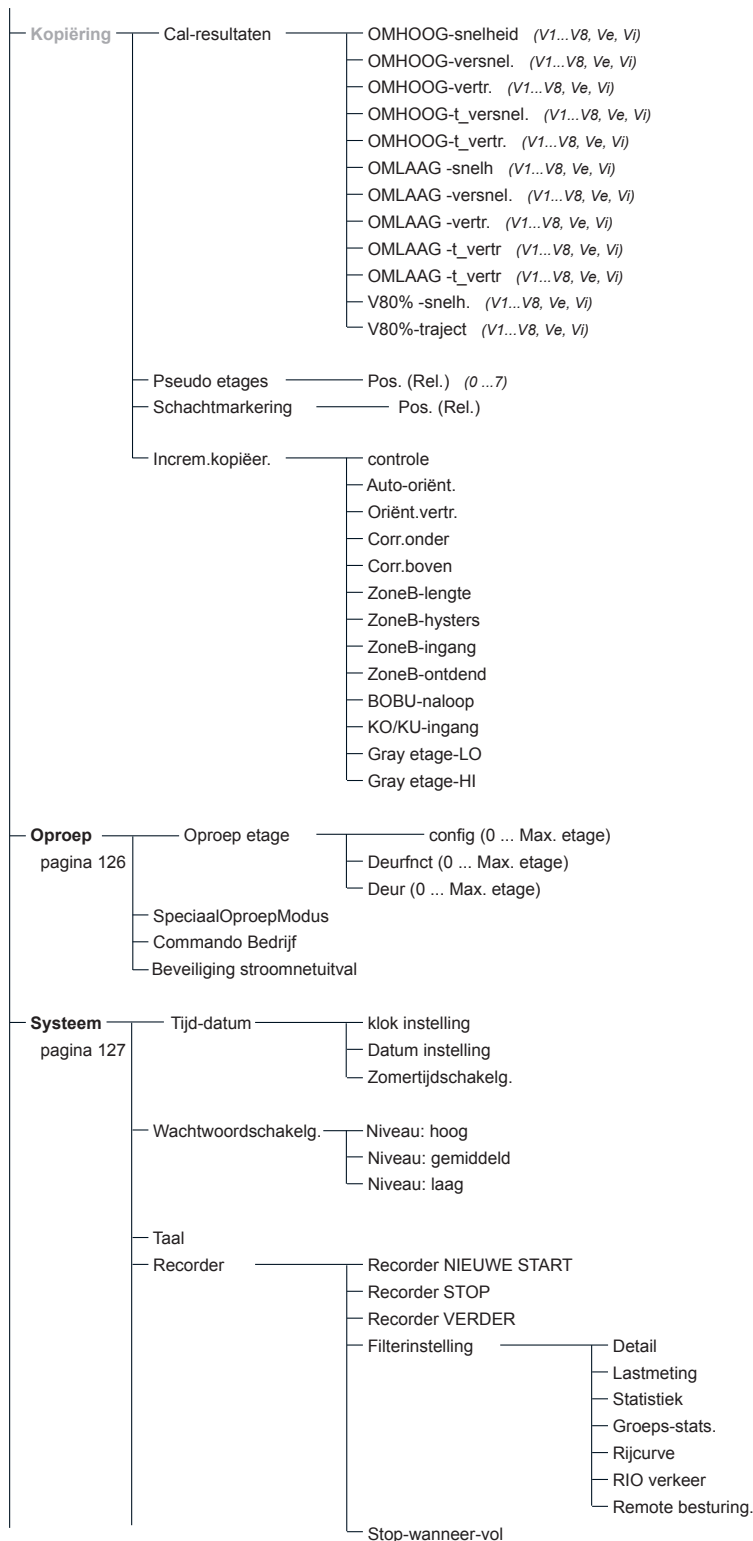 Kopiëring Cal-resultaten OMHOOG-snelheid (V1...V8, Ve, Vi)
OMHOOG-versnel. (V1...V8, Ve, Vi)
OMHOOG-vertr. (V1...V8, Ve, Vi)
OMHOOG-t_versnel. (V1...V8, Ve, Vi)
OMHOOG-t_vertr. (V1...V8, Ve, Vi)
OMLAAG -snelh (V1...V8, Ve, Vi)
OMLAAG -versnel. (V1...V8, Ve, Vi)
OMLAAG -vertr. (V1...V8, Ve, Vi)
OMLAAG -t_vertr (V1...V8, Ve, Vi)
OMLAAG -t_vertr (V1...V8, Ve, Vi)
V80% -snelh. (V1...V8, Ve, Vi)
V80%-traject (V1...V8, Ve, Vi)
Pseudo etages Pos. (Rel.) (0 ...7)
Schachtmarkering Pos. (Rel.)
Increm.kopiëer. controle
Auto-oriënt.
Oriënt.vertr.
Corr.onder
Corr.boven
ZoneB-lengte
ZoneB-hysters
ZoneB-ingang
ZoneB-ontdend
BOBU-naloop
KO/KU-ingang
Gray etage-LO
Gray etage-HI
Oproep Oproep etage config (0 ... Max. etage)
pagina 126 Deurfnct (0 ... Max. etage)
Deur (0 ... Max. etage)
SpeciaalOproepModus
Commando Bedrijf
Beveiliging stroomnetuitval
Systeem Tijd-datum klok instelling
pagina 127 Datum instelling
Zomertijdschakelg.
Wachtwoordschakelg. Niveau: hoog
Niveau: gemiddeld
Niveau: laag
Taal
Recorder Recorder NIEUWE START
Recorder STOP
Recorder VERDER
Filterinstelling Detail
Lastmeting
Statistiek
Groeps-stats.
Rijcurve
RIO verkeer
Remote besturing.
Stop-wanneer-vol